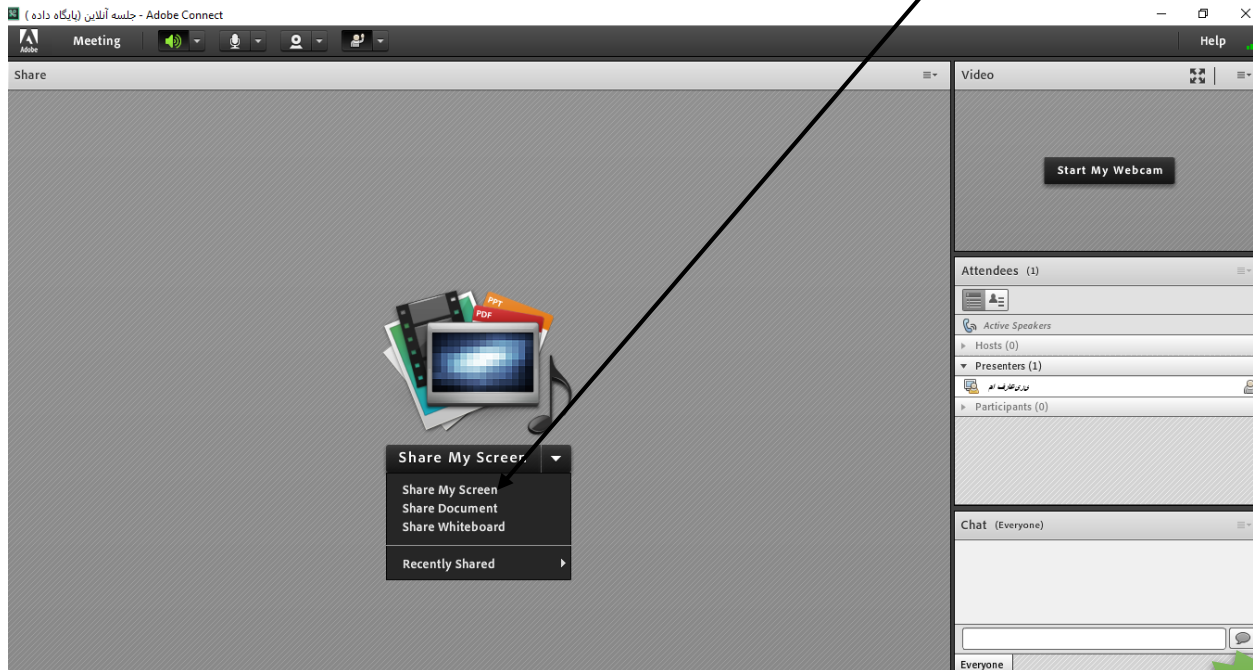 جلسه آنلاین (پایگاه داده ) - Adobe Connect
Adobe
Meeting
Help
Share
Video
PPT
PDF
Start My Webcam
Attendees (1)
Active Speakers
Hosts (0)
Presenters (1)
Participants (0)
Share My Screen
Share My Screen
Share Document
Share Whiteboard
Recently Shared
Chat (Everyone)
Everyone